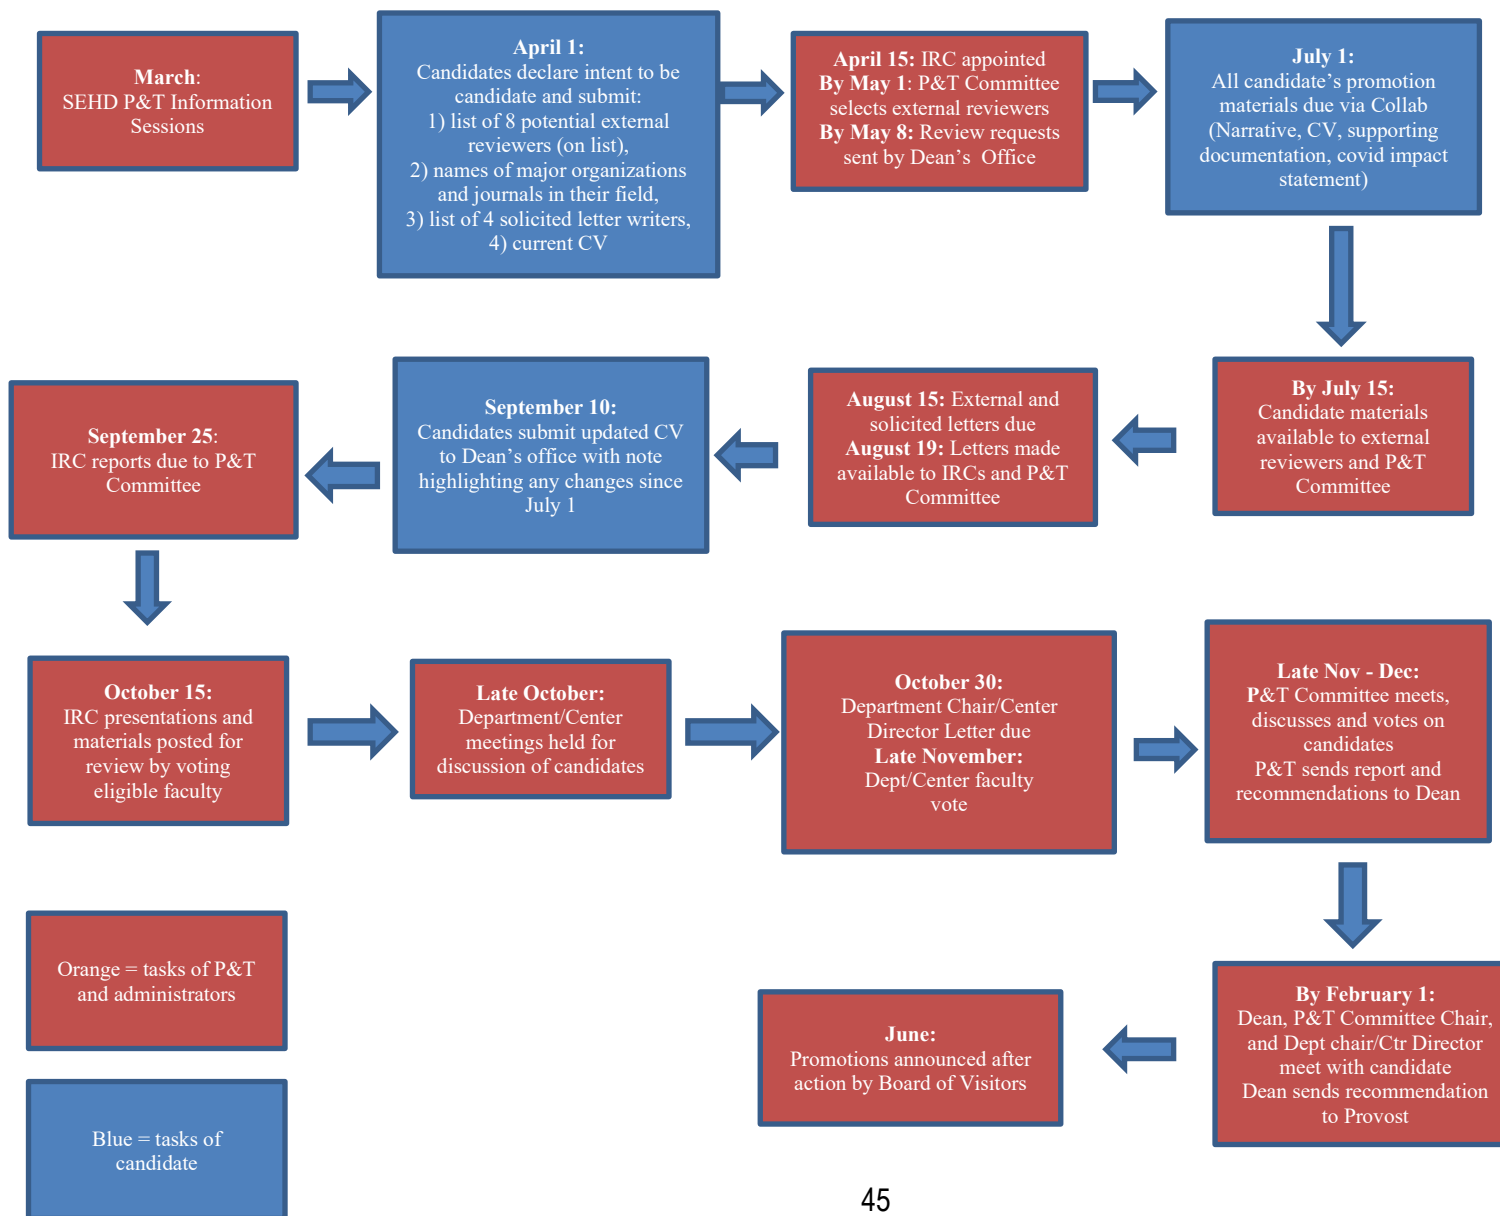 March:
SEHD P&T Information
Sessions
April 1:
Candidates declare intent to be
candidate and submit:
1) list of 8 potential external
reviewers (on list),
2) names of major organizations
and journals in their field,
3) list of 4 solicited letter writers,
4) current CV
April 15: IRC appointed
By May 1: P&T Committee
selects external reviewers
By May 8: Review requests
sent by Dean’s Office
July 1:
All candidate’s promotion
materials due via Collab
(Narrative, CV, supporting
documentation, covid impact
statement)
By July 15:
Candidate materials
available to external
reviewers and P&T
Committee
August 15: External and
solicited letters due
August 19: Letters made
available to IRCs and P&T
Committee
September 10:
Candidates submit updated CV
to Dean’s office with note
highlighting any changes since
July 1
September 25:
IRC reports due to P&T
Committee
October 15:
IRC presentations and
materials posted for
review by voting
eligible faculty
Late October:
Department/Center
meetings held for
discussion of candidates
October 30:
Department Chair/Center
Director Letter due
Late November:
Dept/Center faculty
vote
Late Nov - Dec:
P&T Committee meets,
discusses and votes on
candidates
P&T sends report and
recommendations to Dean
By February 1:
Dean, P&T Committee Chair,
and Dept chair/Ctr Director
meet with candidate
Dean sends recommendation
to Provost
June:
Promotions announced after
action by Board of Visitors
Orange = tasks of P&T
and administrators
Blue = tasks of
candidate
45